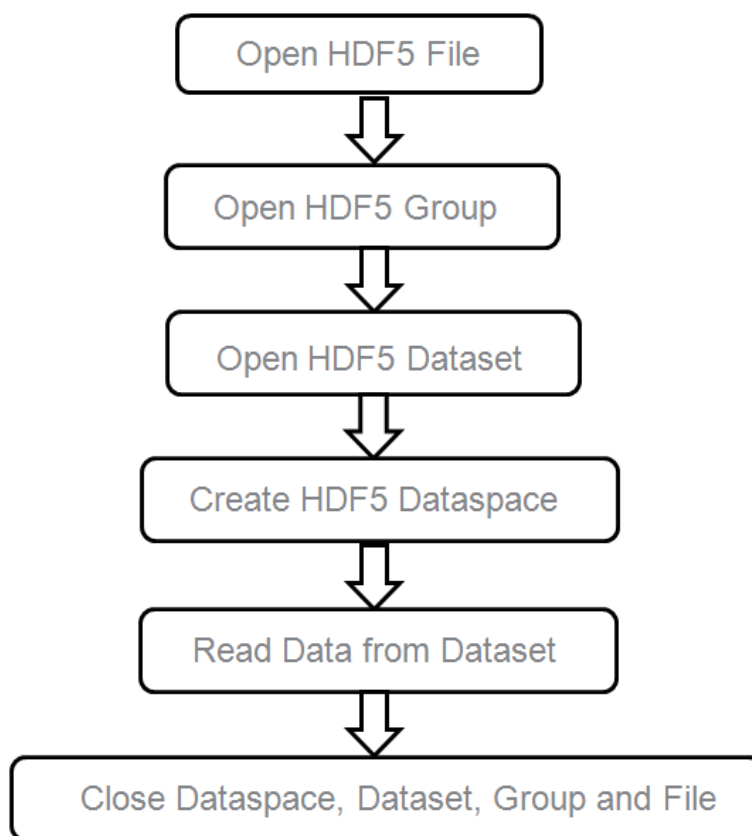 Open HDF5 File
Open HDF5 Group
Open HDF5 Dataset
Create HDF5 Dataspace
Read Data from Dataset
Close Dataspace, Dataset, Group and File